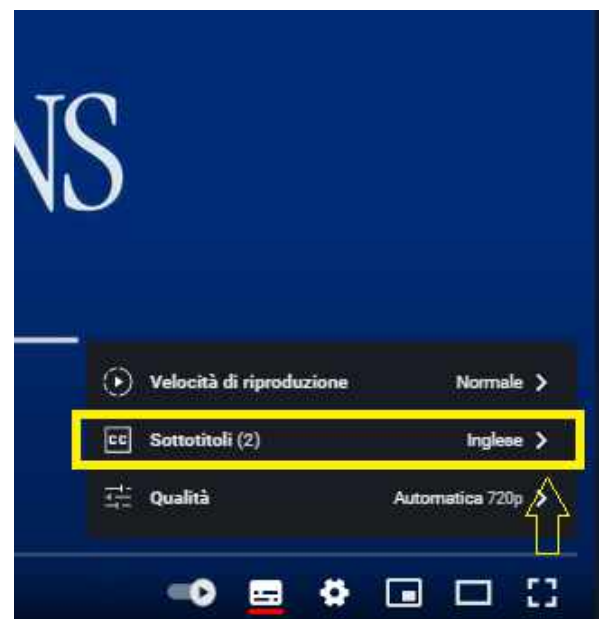 NS
Velocità di riproduzione Normale
Sottotitoli (2) Inglese
Qualità Automatica 720p